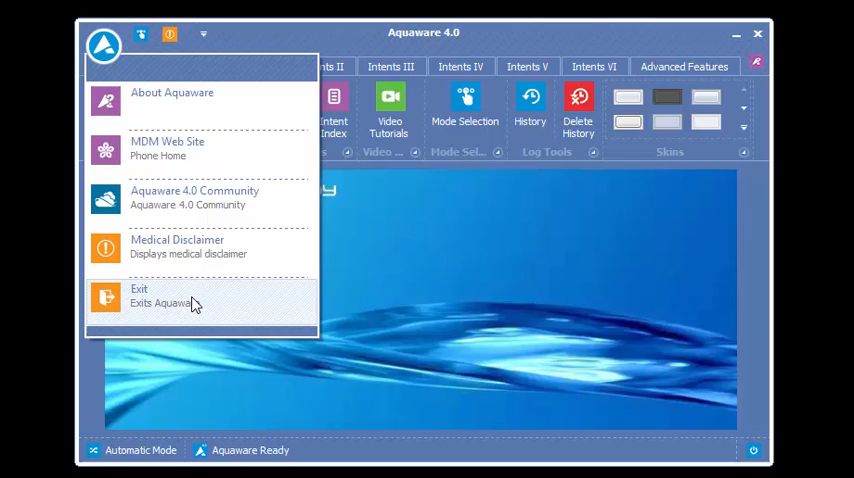 Aquaware 4.0
nts II
Intents III
Intents IV
Intents V
Intents VI
Advanced Features
About Aquaware
MDM Web Site
Phone Home
Aquaware 4.0 Community
Aquaware 4.0 Community
Medical Disclaimer
Displays medical disclaimer
Exit
Exits Aquawa
Intent
Index
Video
Tutorials
Mode Selection
History
Delete
History
s
Video ...
Mode Sel...
Log Tools
Skins
Automatic Mode
Aquaware Ready